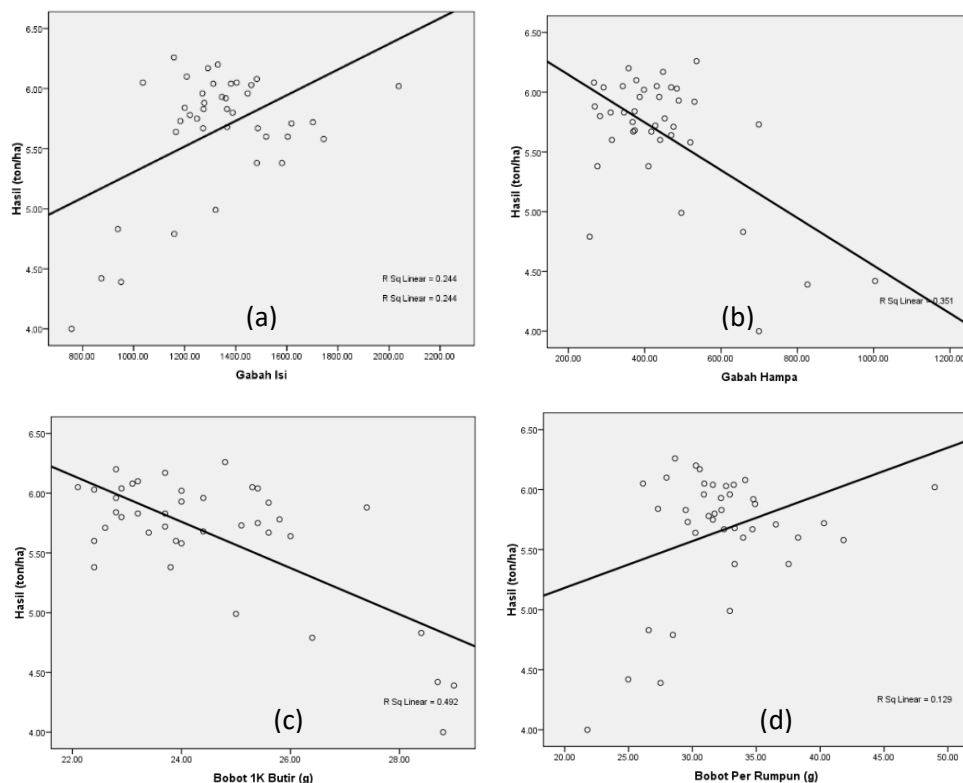 6.50
6.00
5.50
5.00
4.50
4.00
Hasil (ton/ha)
R Sq Linear = 0.244
R Sq Linear = 0.244
(a)
800.00 1000.00 1200.00 1400.00 1600.00 1800.00 2000.00 2200.00
Gabah Isi
6.50
6.00
5.50
5.00
4.50
4.00
Hasil (ton/ha)
R Sq Linear = 0.351
(b)
200.00 400.00 600.00 800.00 1000.00 1200.00
Gabah Hampa
6.50
6.00
5.50
5.00
4.50
4.00
Hasil (ton/ha)
R Sq Linear = 0.492
(c)
22.00 24.00 26.00 28.00
Bobot 1K Butir (g)
6.50
6.00
5.50
5.00
4.50
4.00
Hasil (ton/ha)
R Sq Linear = 0.129
(d)
20.00 25.00 30.00 35.00 40.00 45.00 50.00
Bobot Per Rumpun (g)